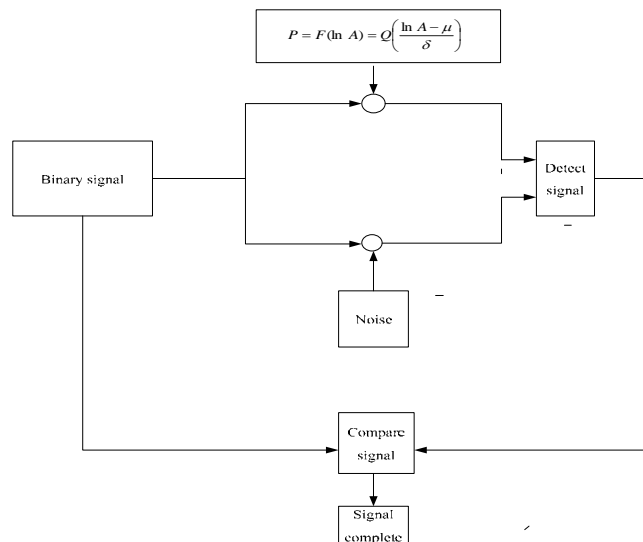 P = F(ln A) = Q((ln A − μ)/δ)
Binary signal
Detect
signal
Noise
Compare
signal
Signal
complete